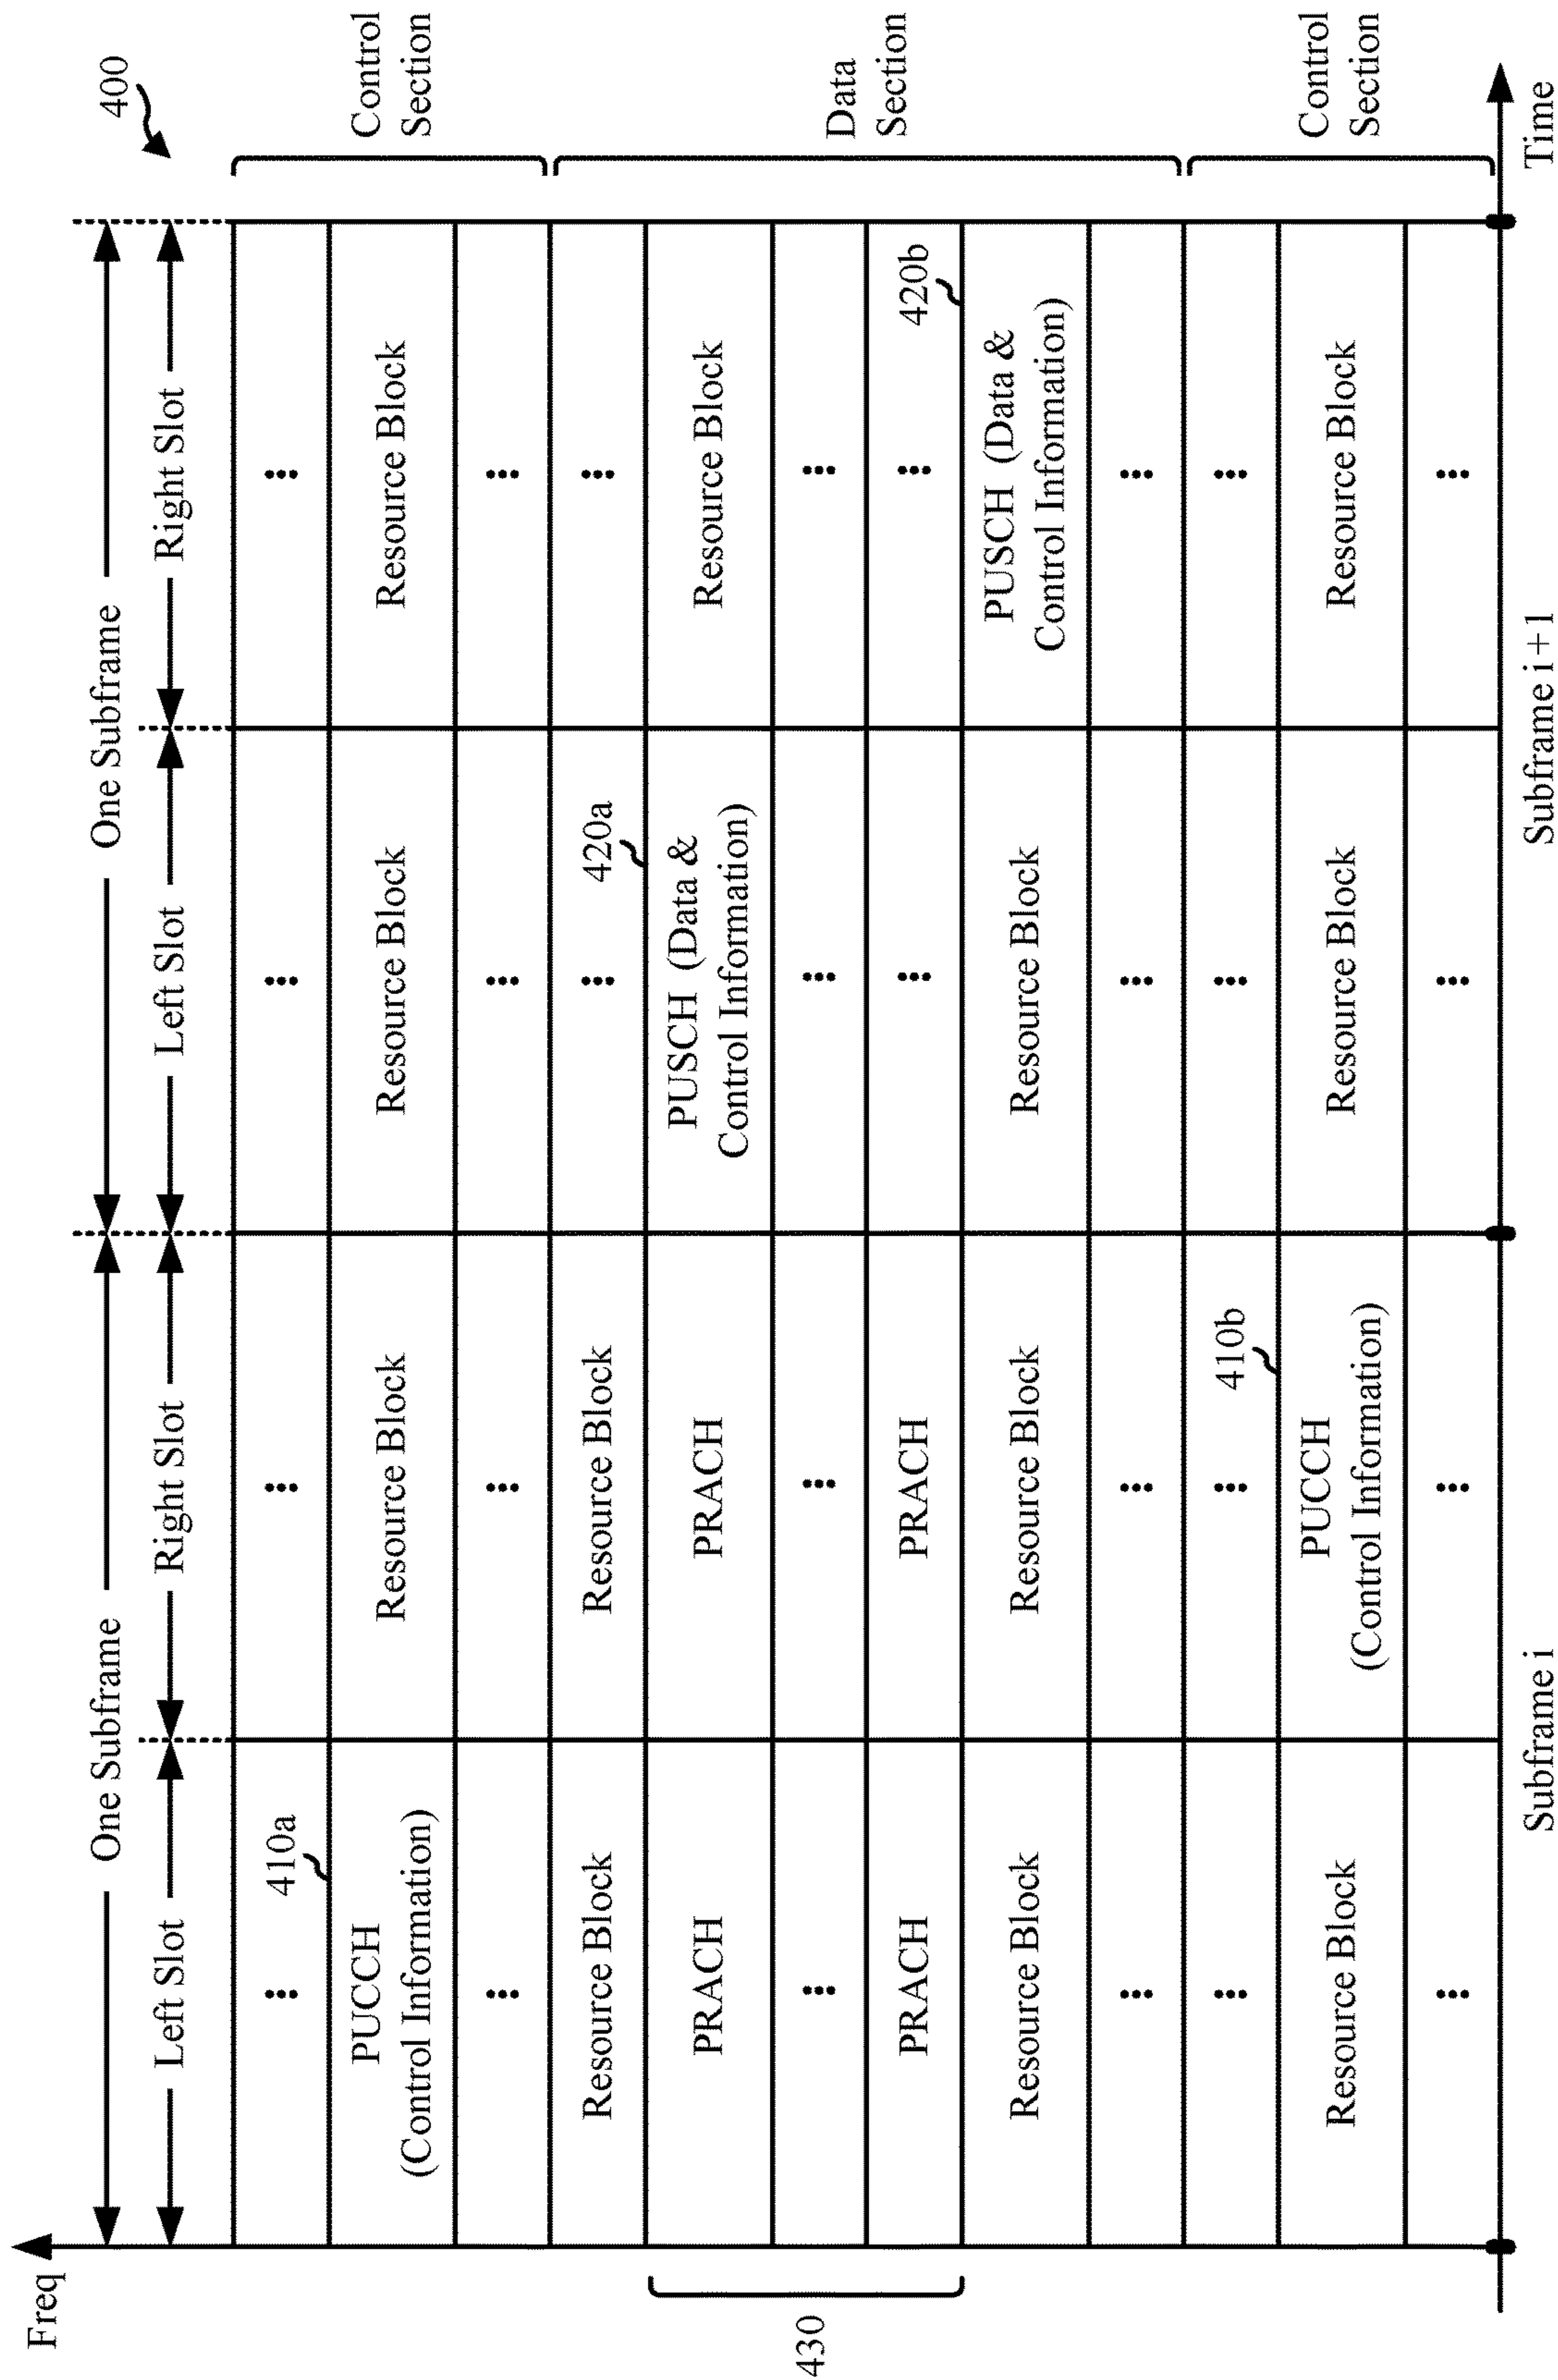 400
Freq
One Subframe
One Subframe
Left Slot
Right Slot
Left Slot
Right Slot
⋮
410a
⋮
⋮
⋮
PUCCH
(Control Information)
Resource Block
Resource Block
Resource Block
Control
Section
⋮
⋮
⋮
⋮
Resource Block
Resource Block
⋮
420a
⋮
PRACH
PRACH
PUSCH (Data &
Control Information)
Resource Block
430
⋮
⋮
⋮
⋮
Data
Section
PRACH
PRACH
⋮
⋮
420b
Resource Block
Resource Block
Resource Block
PUSCH (Data &
Control Information)
⋮
⋮
⋮
⋮
⋮
⋮
410b
⋮
⋮
Resource Block
PUCCH
(Control Information)
Resource Block
Resource Block
Control
Section
⋮
⋮
⋮
⋮
Subframe i
Subframe i+1
Time